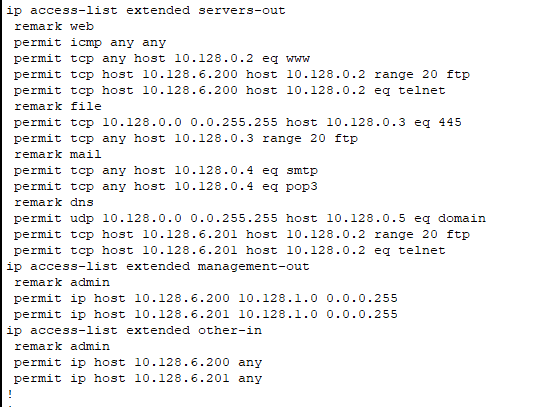 ip access-list extended servers-out
remark web
permit icmp any any
permit tcp any host 10.128.0.2 eq www
permit tcp host 10.128.6.200 host 10.128.0.2 range 20 ftp
permit tcp host 10.128.6.200 host 10.128.0.2 eq telnet
remark file
permit tcp 10.128.0.0 0.0.255.255 host 10.128.0.3 eq 445
permit tcp any host 10.128.0.3 range 20 ftp
remark mail
permit tcp any host 10.128.0.4 eq smtp
permit tcp any host 10.128.0.4 eq pop3
remark dns
permit udp 10.128.0.0 0.0.255.255 host 10.128.0.5 eq domain
permit tcp host 10.128.6.201 host 10.128.0.2 range 20 ftp
permit tcp host 10.128.6.201 host 10.128.0.2 eq telnet
ip access-list extended management-out
remark admin
permit ip host 10.128.6.200 10.128.1.0 0.0.0.255
permit ip host 10.128.6.201 10.128.1.0 0.0.0.255
ip access-list extended other-in
remark admin
permit ip host 10.128.6.200 any
permit ip host 10.128.6.201 any
!